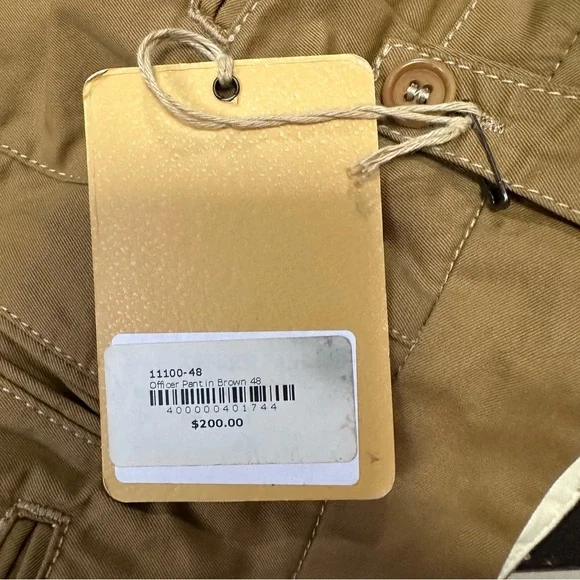 11100-48
Officer Pant in Brown 48
400000401744
$200.00